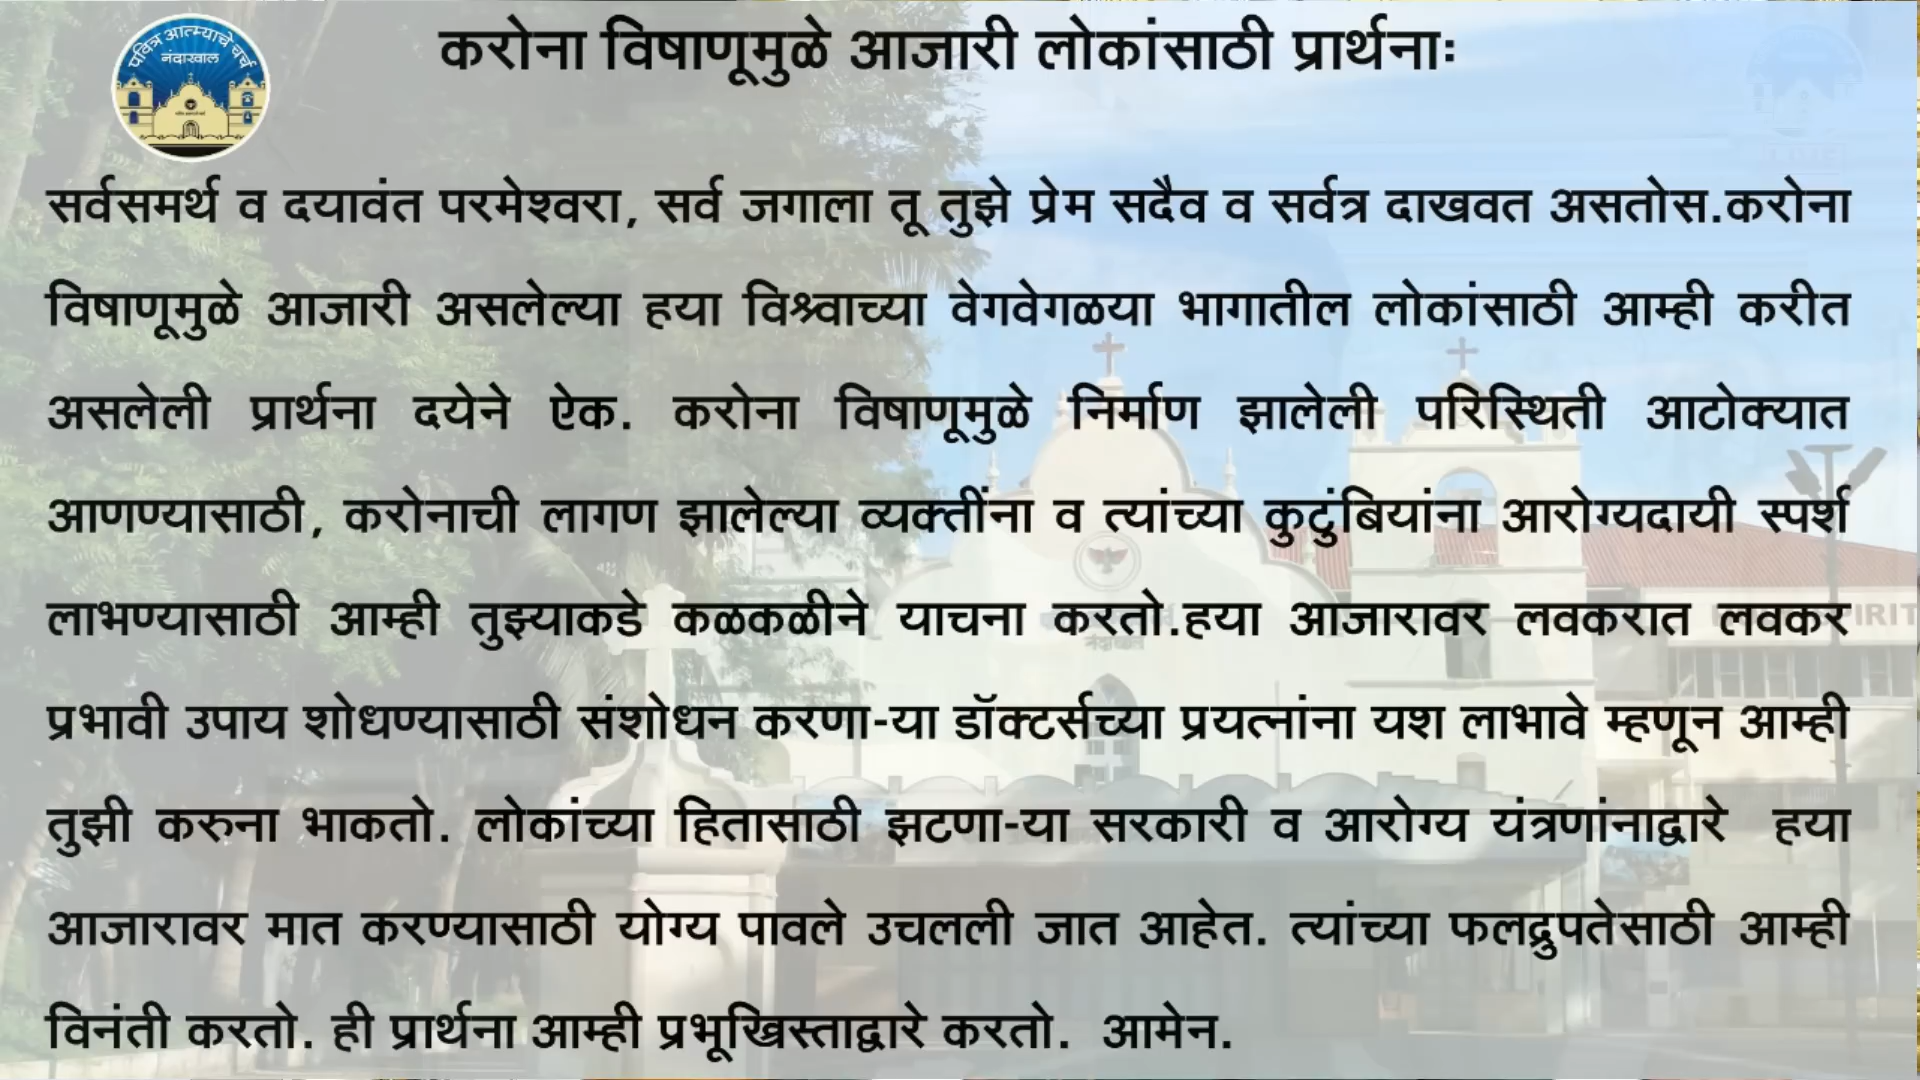 पवित्र आत्म्याचे चर्च
नंदाखाल
करोना विषाणूमुळे आजारी लोकांसाठी प्रार्थनाः
सर्वसमर्थ व दयावंत परमेश्वरा, सर्व जगाला तू तुझे प्रेम सदैव व सर्वत्र दाखवत असतोस.करोना
विषाणूमुळे आजारी असलेल्या हया विश्र्वाच्या वेगवेगळया भागातील लोकांसाठी आम्ही करीत
असलेली प्रार्थना दयेने ऐक. करोना विषाणूमुळे निर्माण झालेली परिस्थिती आटोक्यात
आणण्यासाठी, करोनाची लागण झालेल्या व्यक्तींना व त्यांच्या कुटुंबियांना आरोग्यदायी स्पर्श
लाभण्यासाठी आम्ही तुझ्याकडे कळकळीने याचना करतो.हया आजारावर लवकरात लवकर
प्रभावी उपाय शोधण्यासाठी संशोधन करणा-या डॉक्टर्सच्या प्रयत्नांना यश लाभावे म्हणून आम्ही
तुझी करुना भाकतो. लोकांच्या हितासाठी झटणा-या सरकारी व आरोग्य यंत्रणांनाद्वारे हया
आजारावर मात करण्यासाठी योग्य पावले उचलली जात आहेत. त्यांच्या फलद्रुपतेसाठी आम्ही
विनंती करतो. ही प्रार्थना आम्ही प्रभूखिस्ताद्वारे करतो. आमेन.
नंदाखाल